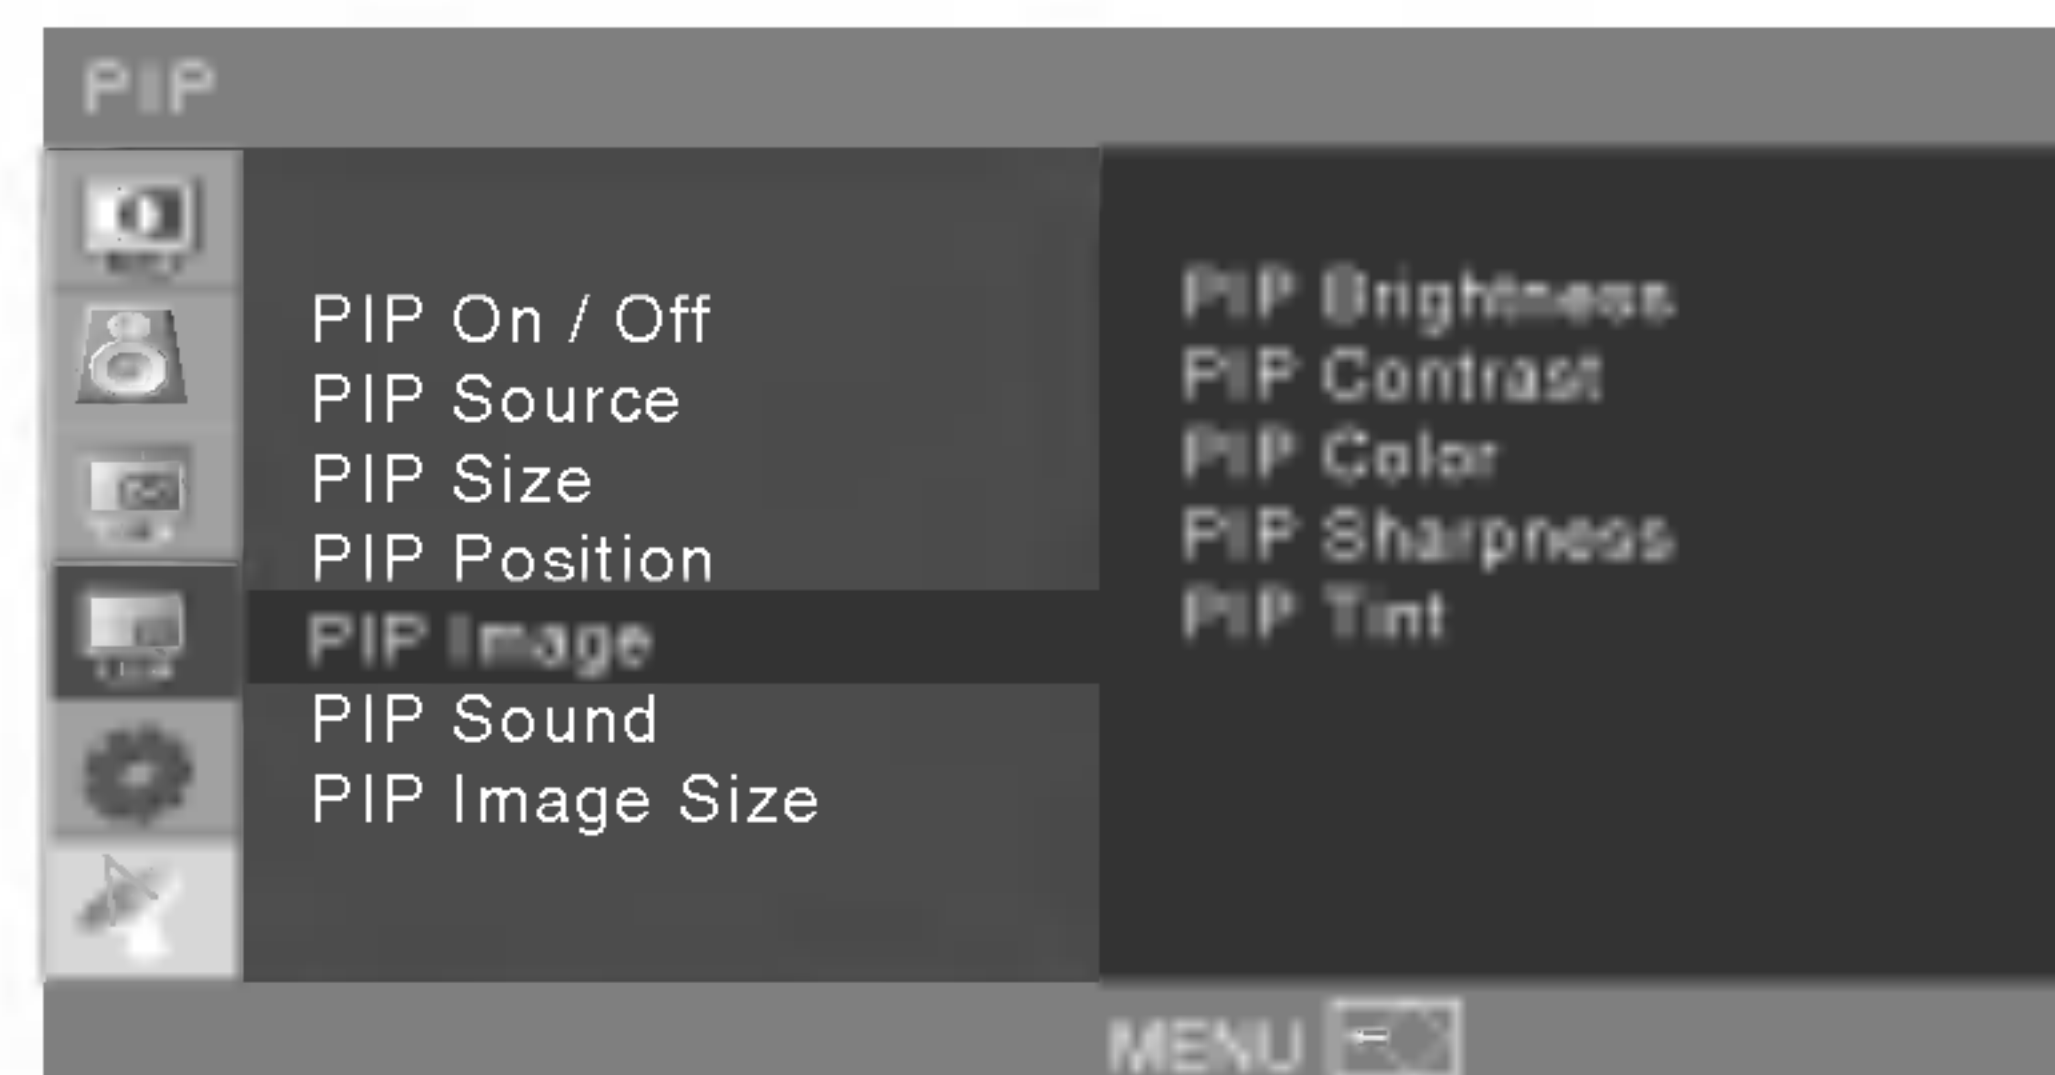 PIP
PIP On / Off
PIP Source
PIP Size
PIP Position
PIP Image
PIP Sound
PIP Image Size
PIP Brightness
PIP Contrast
PIP Color
PIP Sharpness
PIP Tint
MENU